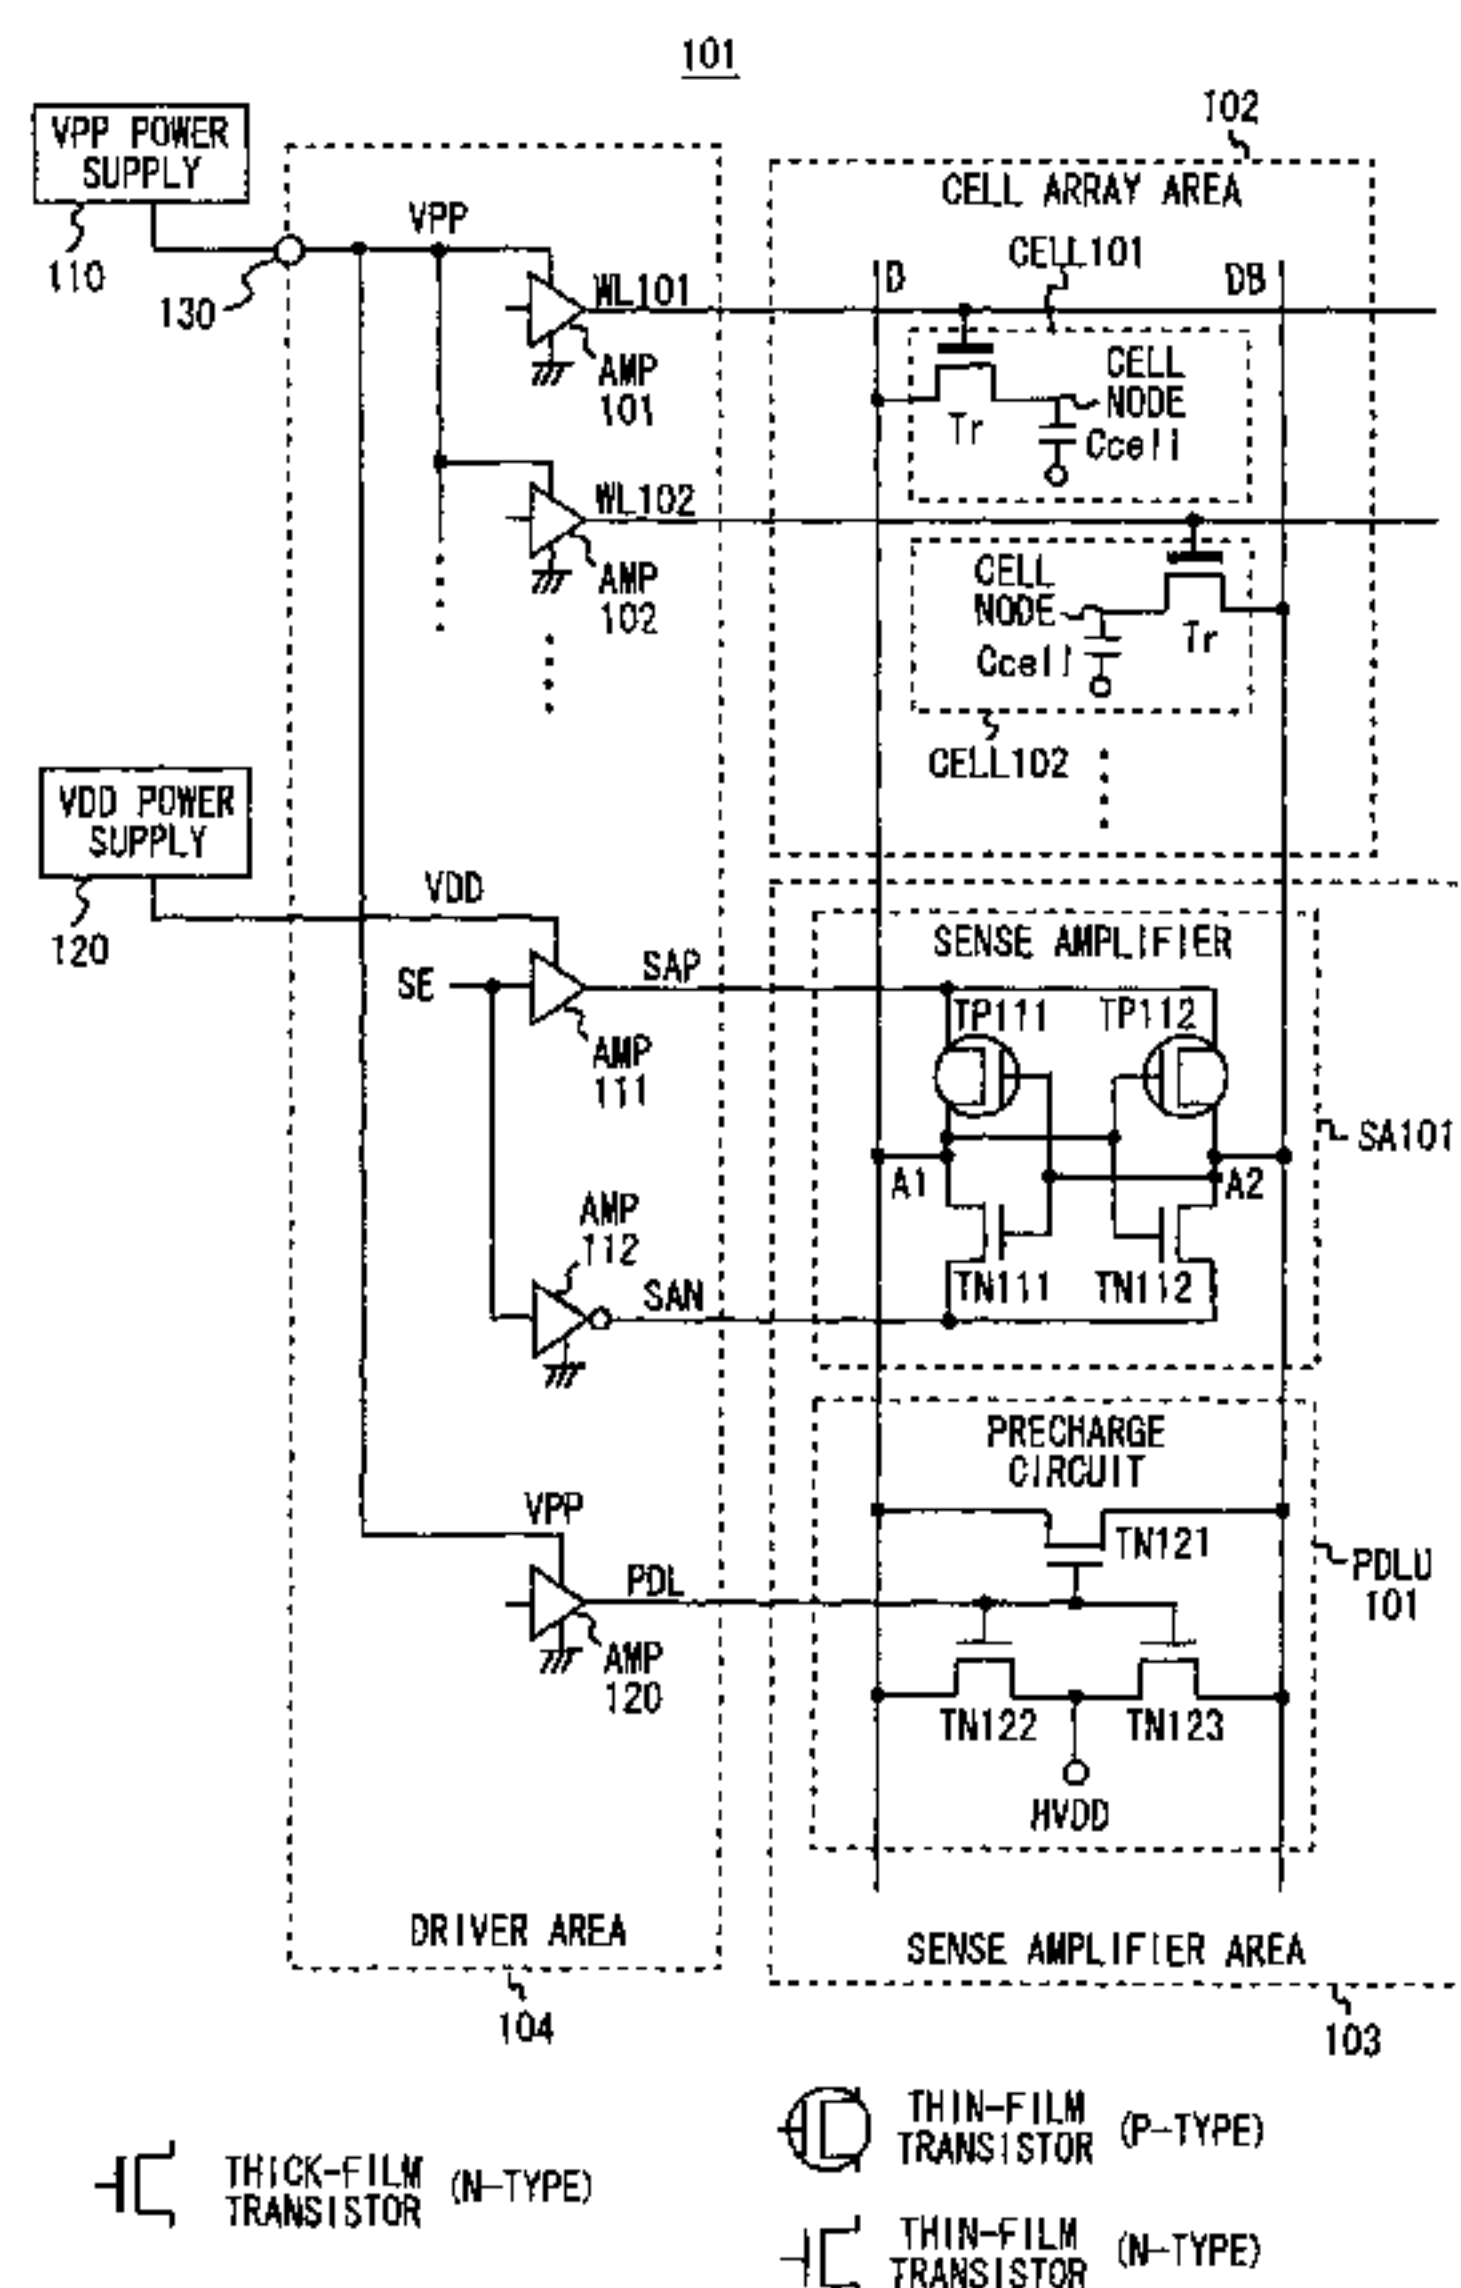 101
VPP POWER
SUPPLY
110
130
VPP
WL101
AMP
101
WL102
AMP
102
102
CELL ARRAY AREA
D
CELL101
DB
CELL
NODE
Tr
Ccell
CELL
NODE
Ccell
Tr
CELL102
VDD POWER
SUPPLY
120
VDD
SE
SAP
AMP
111
AMP
112
SAN
SENSE AMPLIFIER
TP111
TP112
A1
A2
TN111
TN112
SA101
PRECHARGE
CIRCUIT
TN121
PDLU
101
VPP
PDL
AMP
120
TN122
TN123
HVDD
DRIVER AREA
SENSE AMPLIFIER AREA
104
103
THICK-FILM
TRANSISTOR
(N-TYPE)
THIN-FILM
TRANSISTOR
(P-TYPE)
THIN-FILM
TRANSISTOR
(N-TYPE)